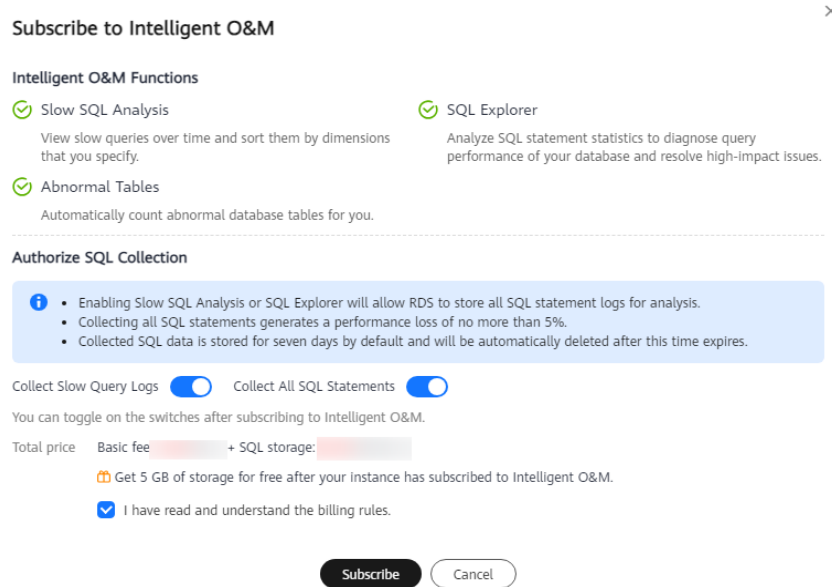 Subscribe to Intelligent O&M
Intelligent O&M Functions
Slow SQL Analysis
View slow queries over time and sort them by dimensions
that you specify.
SQL Explorer
Analyze SQL statement statistics to diagnose query
performance of your database and resolve high-impact issues.
Abnormal Tables
Automatically count abnormal database tables for you.
Authorize SQL Collection
• Enabling Slow SQL Analysis or SQL Explorer will allow RDS to store all SQL statement logs for analysis.
• Collecting all SQL statements generates a performance loss of no more than 5%.
• Collected SQL data is stored for seven days by default and will be automatically deleted after this time expires.
Collect Slow Query Logs Collect All SQL Statements
You can toggle on the switches after subscribing to Intelligent O&M.
Total price Basic fee + SQL storage:
Get 5 GB of storage for free after your instance has subscribed to Intelligent O&M.
I have read and understand the billing rules.
Subscribe Cancel